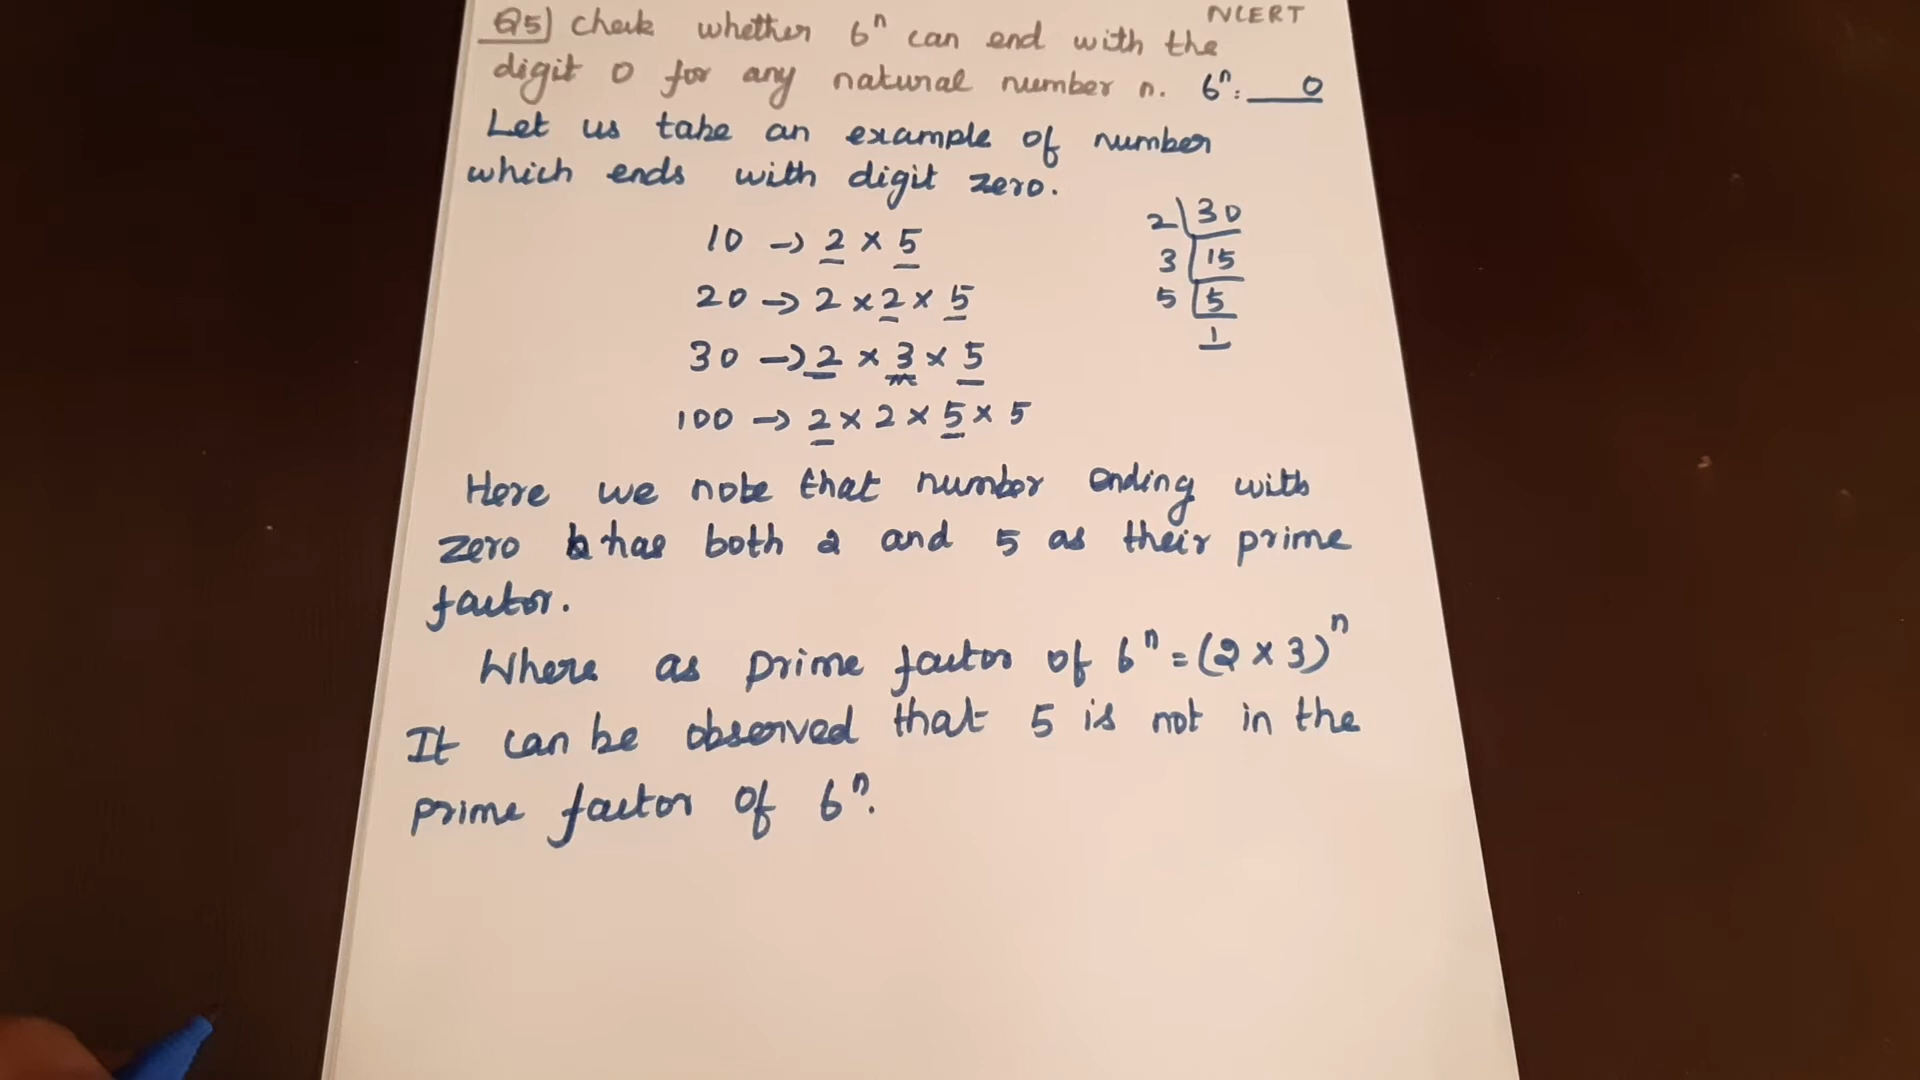 NCERT
Q5) Check whether 6ⁿ can end with the
digit 0 for any natural number n. 6ⁿ = ___0
Let us take an example of number
which ends with digit zero.
10 → 2 × 5
20 → 2 × 2 × 5
30 → 2 × 3 × 5
100 → 2 × 2 × 5 × 5
2 | 30
3 | 15
5 | 5
1
Here we note that number ending with
zero has both 2 and 5 as their prime
factor.
Where as prime factor of 6ⁿ = (2 × 3)ⁿ
It can be observed that 5 is not in the
prime factor of 6ⁿ.